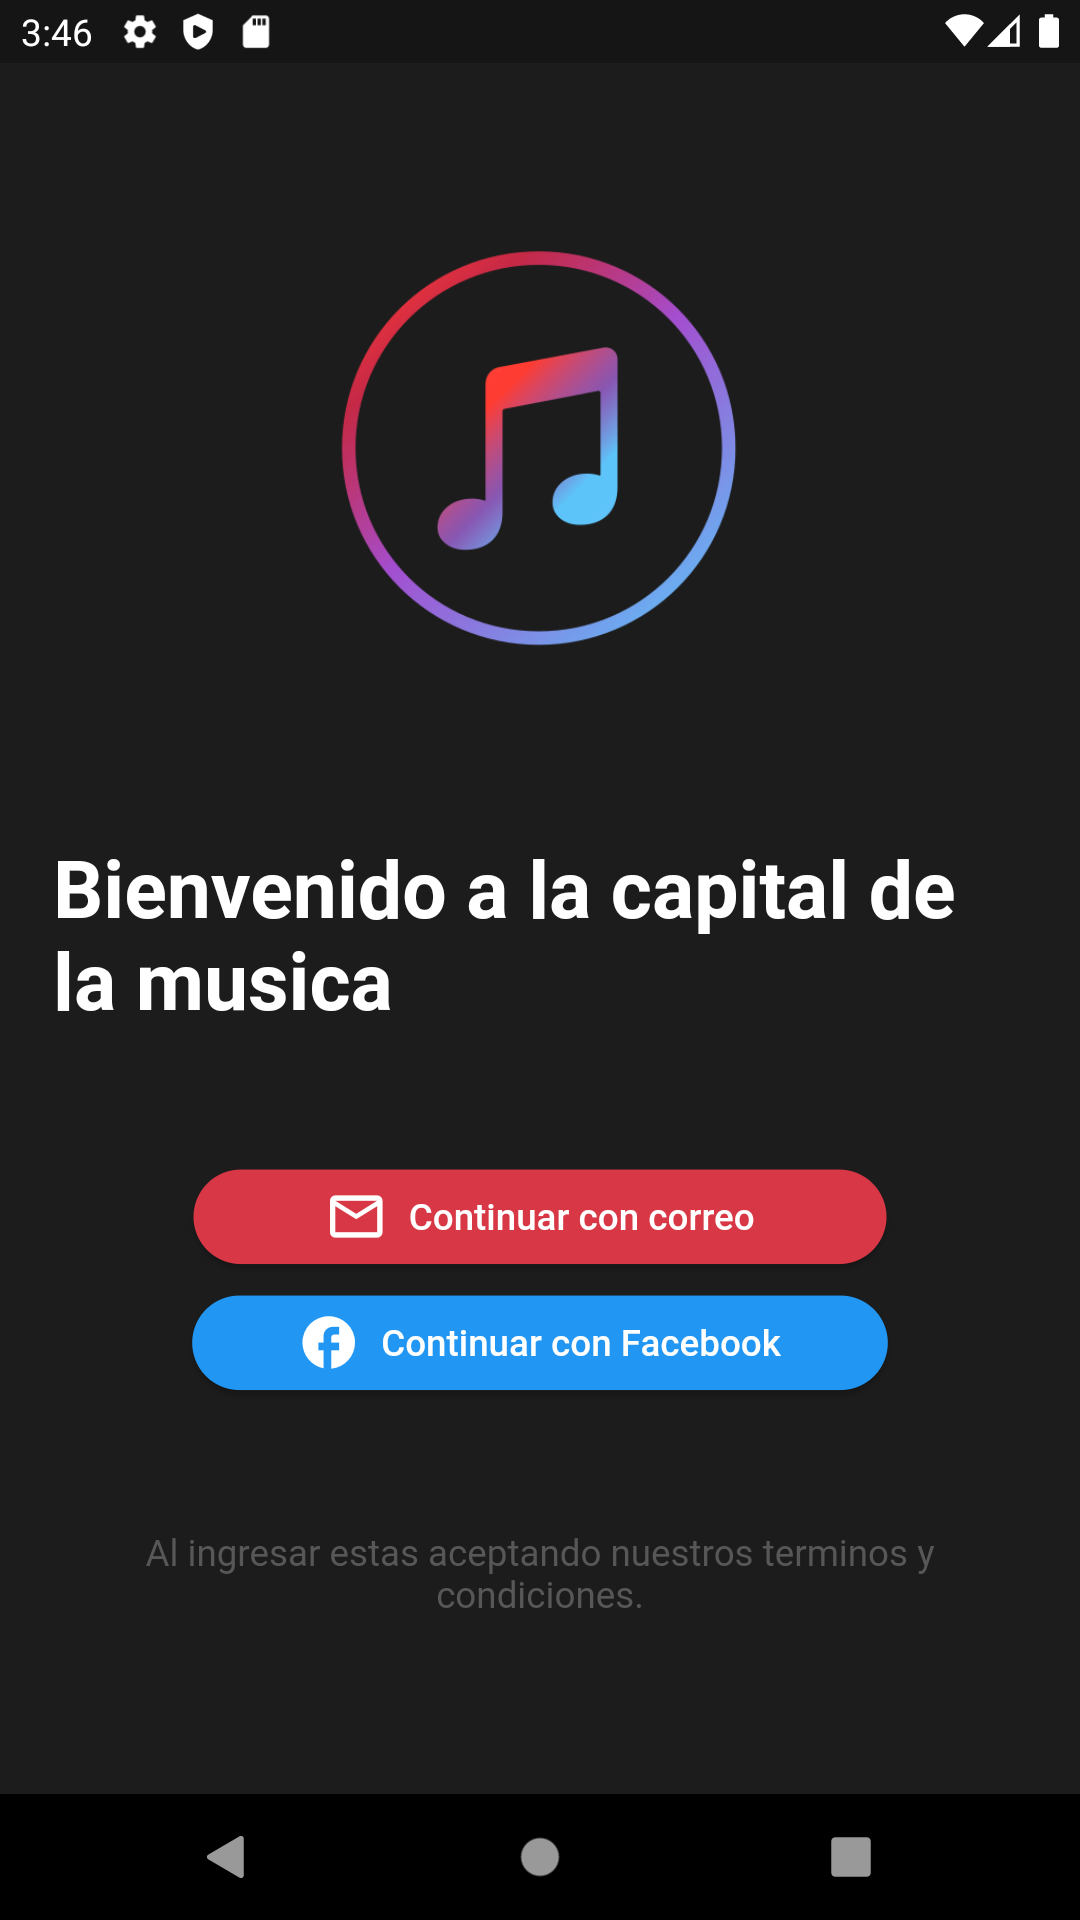 3:46
Bienvenido a la capital de
la musica
Continuar con correo
Continuar con Facebook
Al ingresar estas aceptando nuestros terminos y
condiciones.